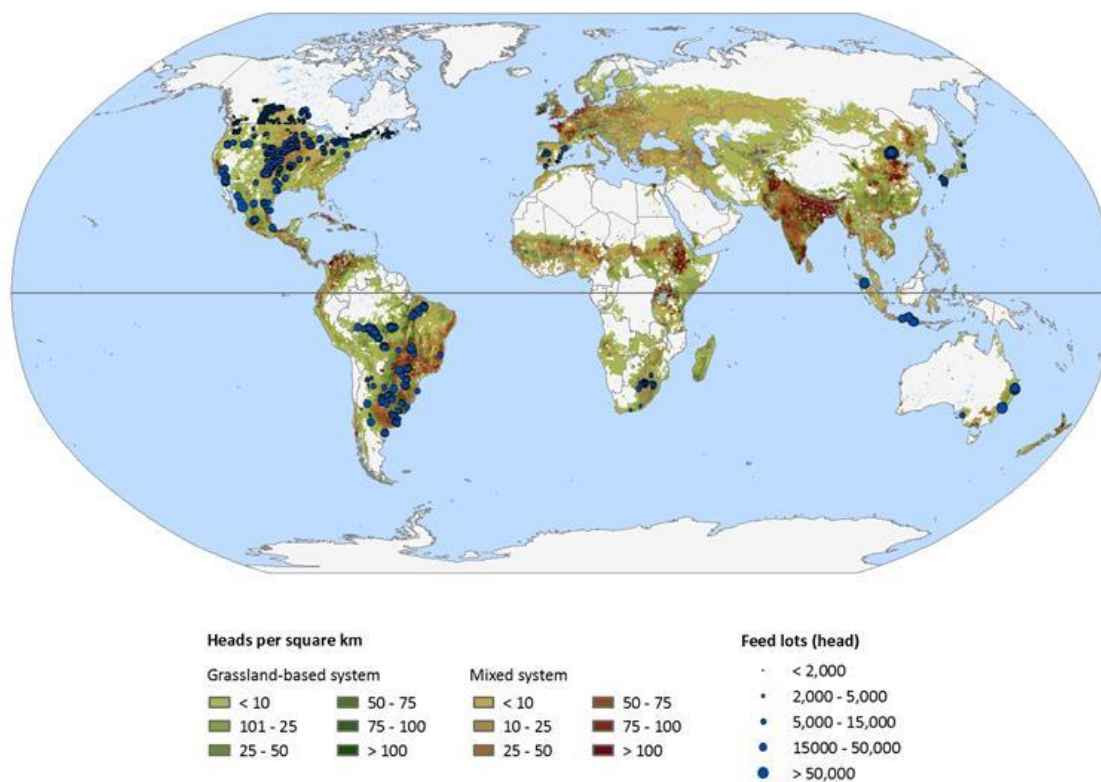 Heads per square km
Grassland-based system
< 10
101 - 25
25 - 50
50 - 75
75 - 100
> 100
Mixed system
< 10
10 - 25
25 - 50
50 - 75
75 - 100
> 100
Feed lots (head)
< 2,000
2,000 - 5,000
5,000 - 15,000
15000 - 50,000
> 50,000